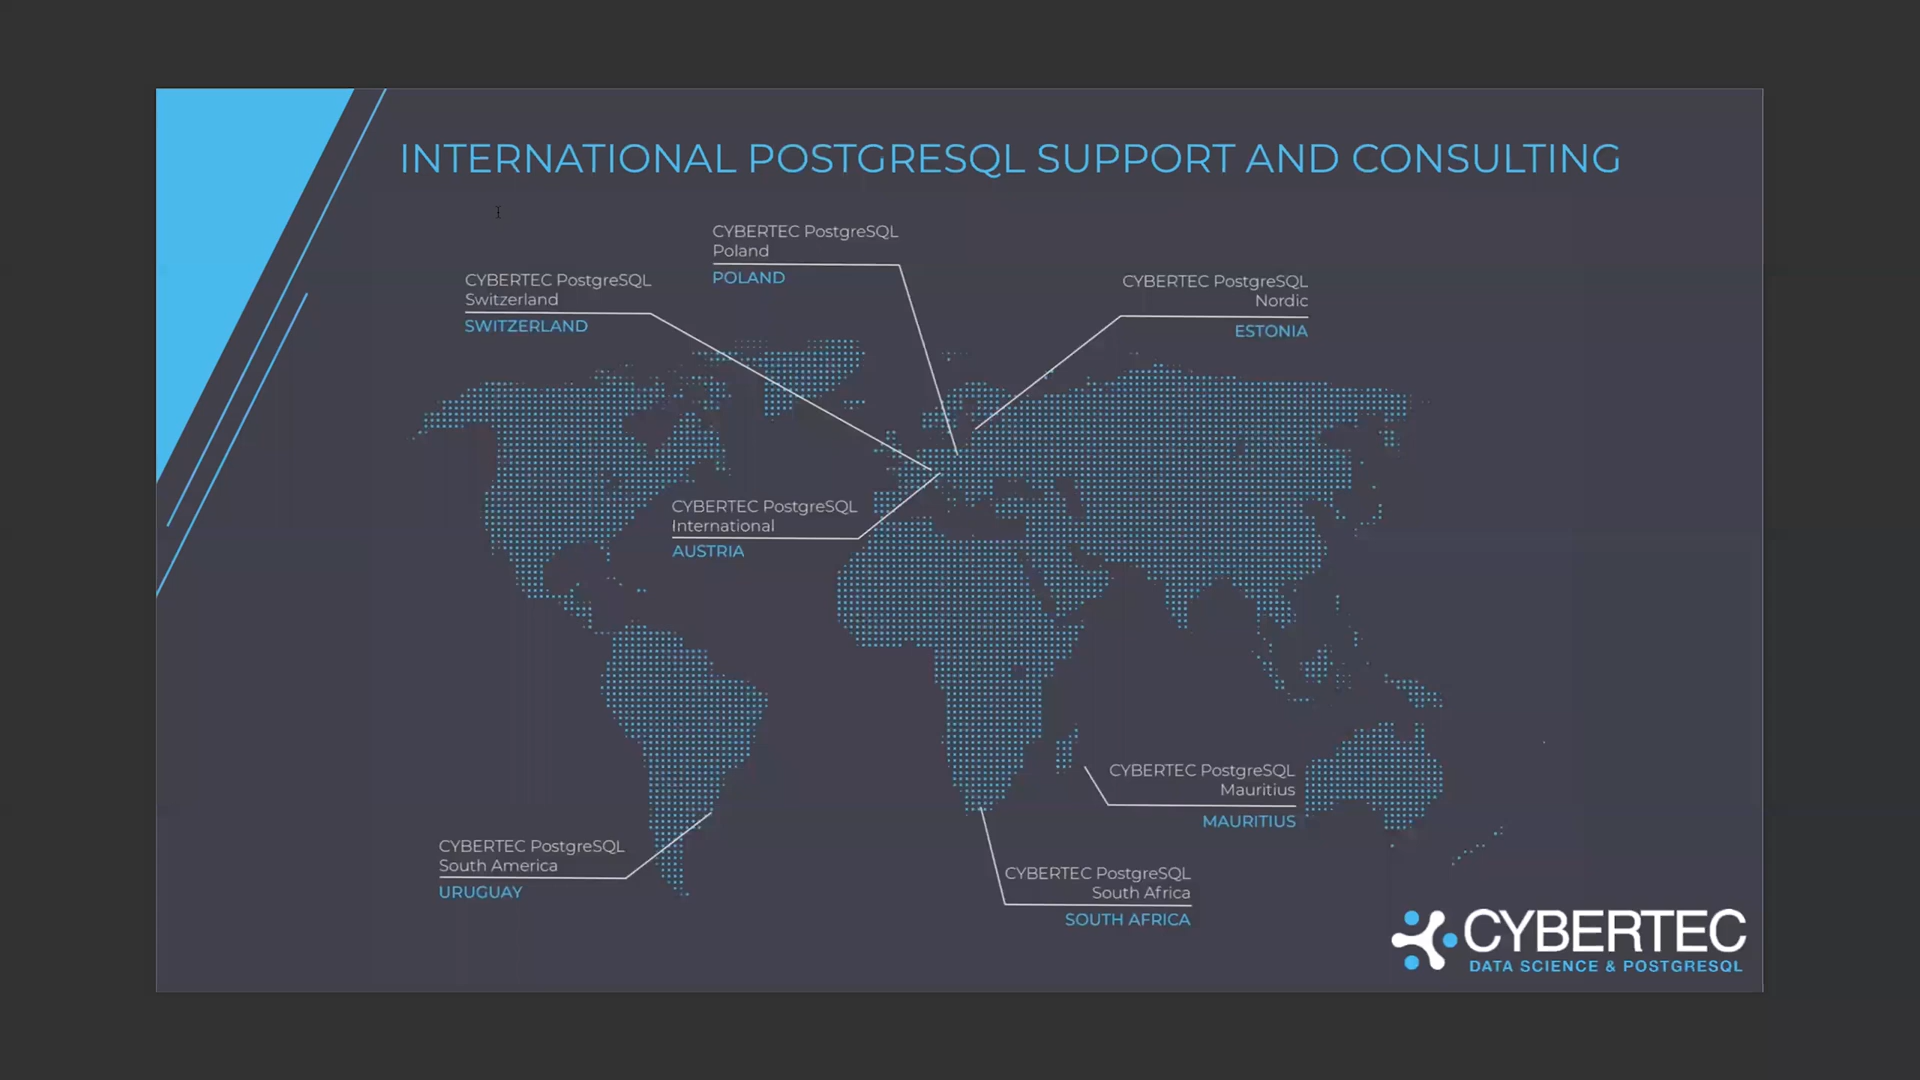 INTERNATIONAL POSTGRESQL SUPPORT AND CONSULTING
CYBERTEC PostgreSQL
Poland
POLAND
CYBERTEC PostgreSQL
Switzerland
SWITZERLAND
CYBERTEC PostgreSQL
Nordic
ESTONIA
CYBERTEC PostgreSQL
International
AUSTRIA
CYBERTEC PostgreSQL
Mauritius
MAURITIUS
CYBERTEC PostgreSQL
South America
URUGUAY
CYBERTEC PostgreSQL
South Africa
SOUTH AFRICA
CYBERTEC
DATA SCIENCE & POSTGRESQL